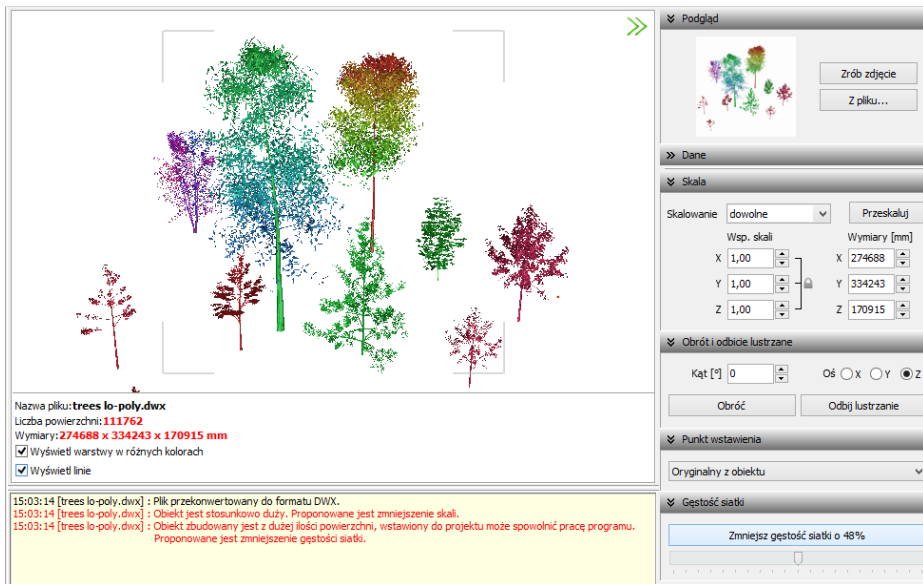 Podgląd
Zrób zdjęcie
Z pliku...
Dane
Skala
Skalowanie dowolne Przeskaluj
Wsp. skali Wymiary [mm]
X 1,00 X 274688
Y 1,00 Y 334243
Z 1,00 Z 170915
Obrót i odbicie lustrzane
Kąt [°] 0 Oś X Y Z
Obróć Odbij lustrzanie
Punkt wstawienia
Oryginalny z obiektu
Gęstość siatki
Zmniejsz gęstość siatki o 48%
Nazwa pliku: trees lo-poly.dwx
Liczba powierzchni: 111762
Wymiary: 274688 x 334243 x 170915 mm
Wyświetl warstwy w różnych kolorach
Wyświetl linie
15:03:14 [trees lo-poly.dwx] : Plik przekonwertowany do formatu DWX.
15:03:14 [trees lo-poly.dwx] : Obiekt jest stosunkowo duży. Proponowane jest zmniejszenie skali.
15:03:14 [trees lo-poly.dwx] : Obiekt zbudowany jest z dużej ilości powierzchni, wstawiony do projektu może spowolnić pracę programu.
Proponowane jest zmniejszenie gęstości siatki.